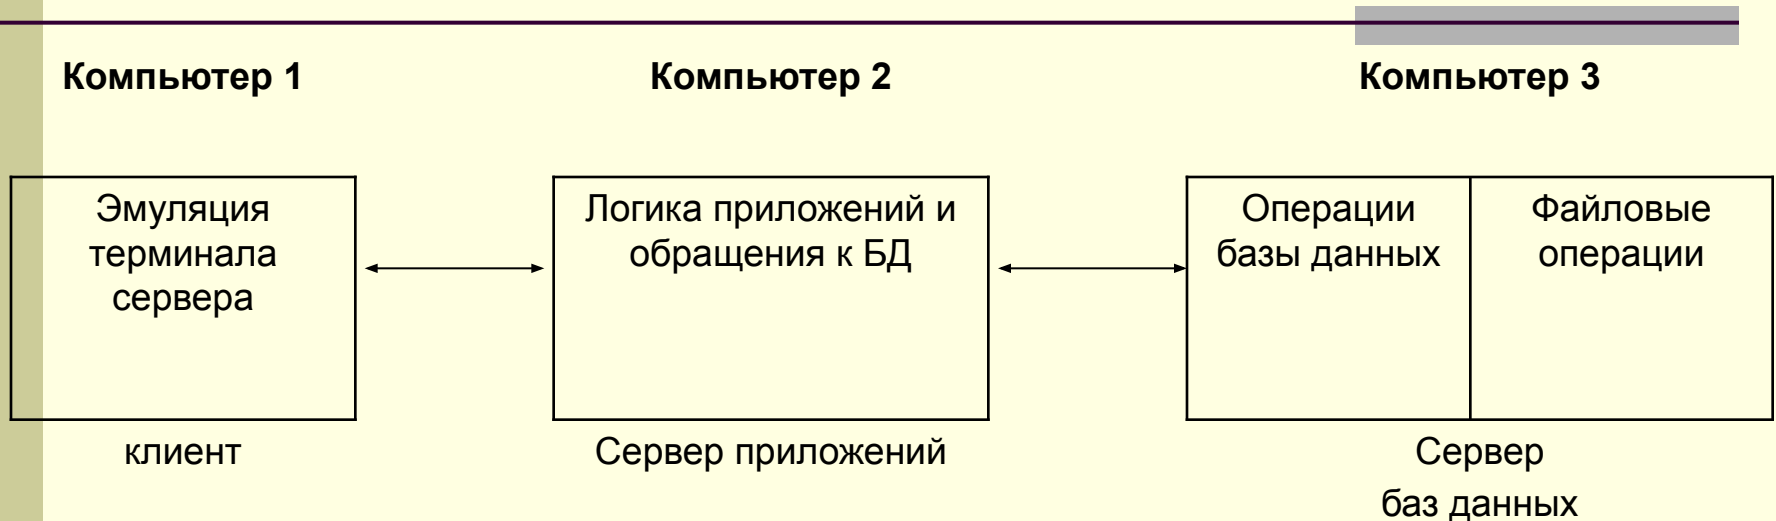 Компьютер 1
Компьютер 2
Компьютер 3
Эмуляция
терминала
сервера
Логика приложений и
обращения к БД
Операции
базы данных
Файловые
операции
клиент
Сервер приложений
Сервер
баз данных